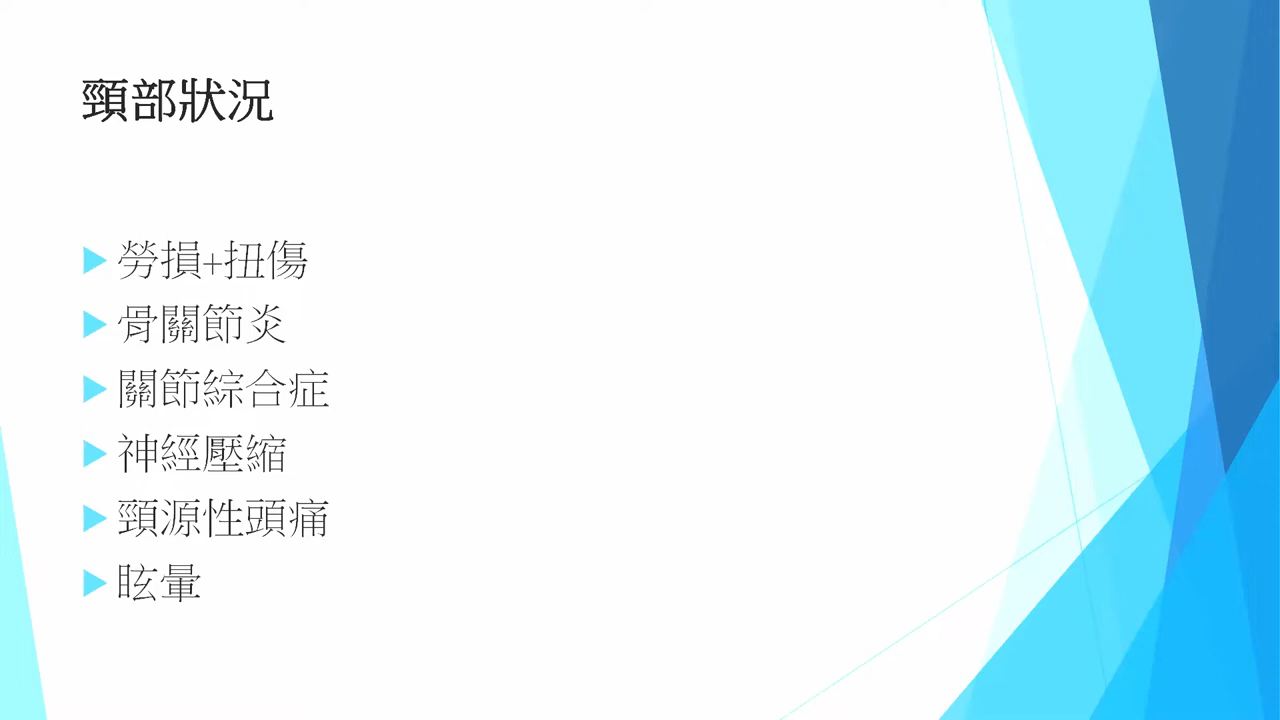 頸部狀況
勞損+扭傷
骨關節炎
關節綜合症
神經壓縮
頸源性頭痛
眩暈